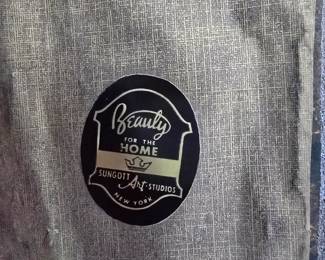 Beauty
FOR THE
HOME
SUNGOTT Art-STUDIOS
NEW YORK